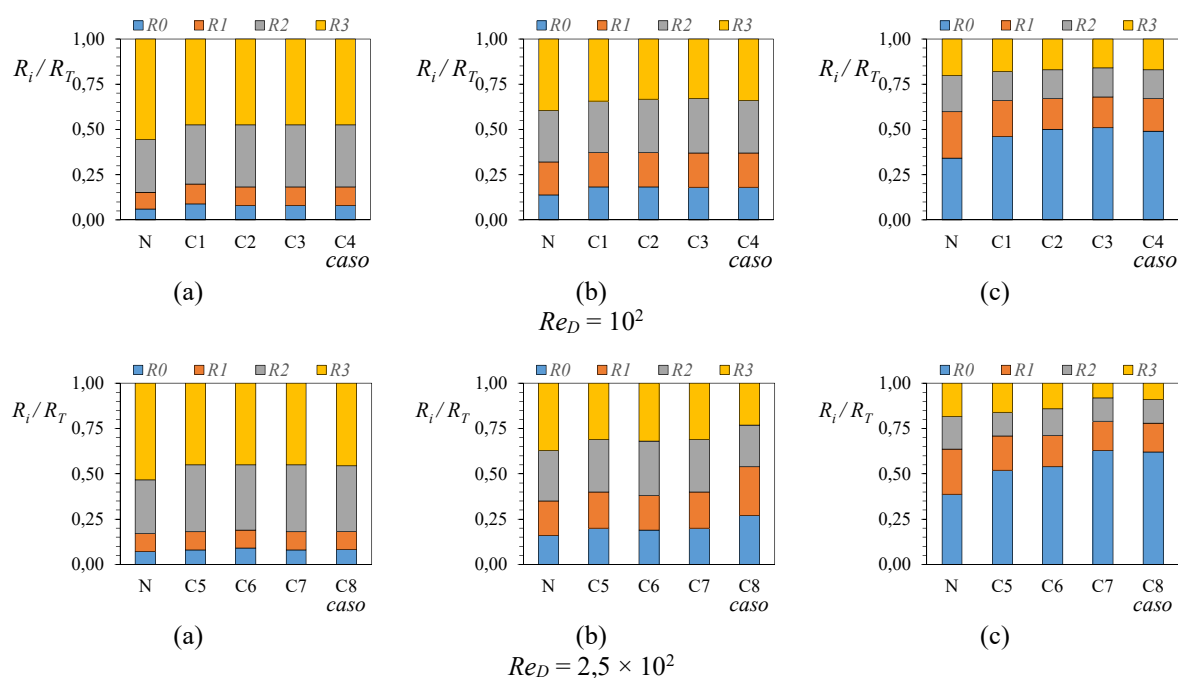 R0 R1 R2 R3
1,00
R_i / R_T
0,75
0,50
0,25
0,00
N C1 C2 C3 C4
caso
(a)
R0 R1 R2 R3
1,00
R_i / R_T
0,75
0,50
0,25
0,00
N C1 C2 C3 C4
caso
(b)
R0 R1 R2 R3
1,00
R_i / R_T
0,75
0,50
0,25
0,00
N C1 C2 C3 C4
caso
(c)
Re_D = 10²
R0 R1 R2 R3
1,00
R_i / R_T
0,75
0,50
0,25
0,00
N C5 C6 C7 C8
caso
(a)
R0 R1 R2 R3
1,00
R_i / R_T
0,75
0,50
0,25
0,00
N C5 C6 C7 C8
caso
(b)
R0 R1 R2 R3
1,00
R_i / R_T
0,75
0,50
0,25
0,00
N C5 C6 C7 C8
caso
(c)
Re_D = 2,5 × 10²